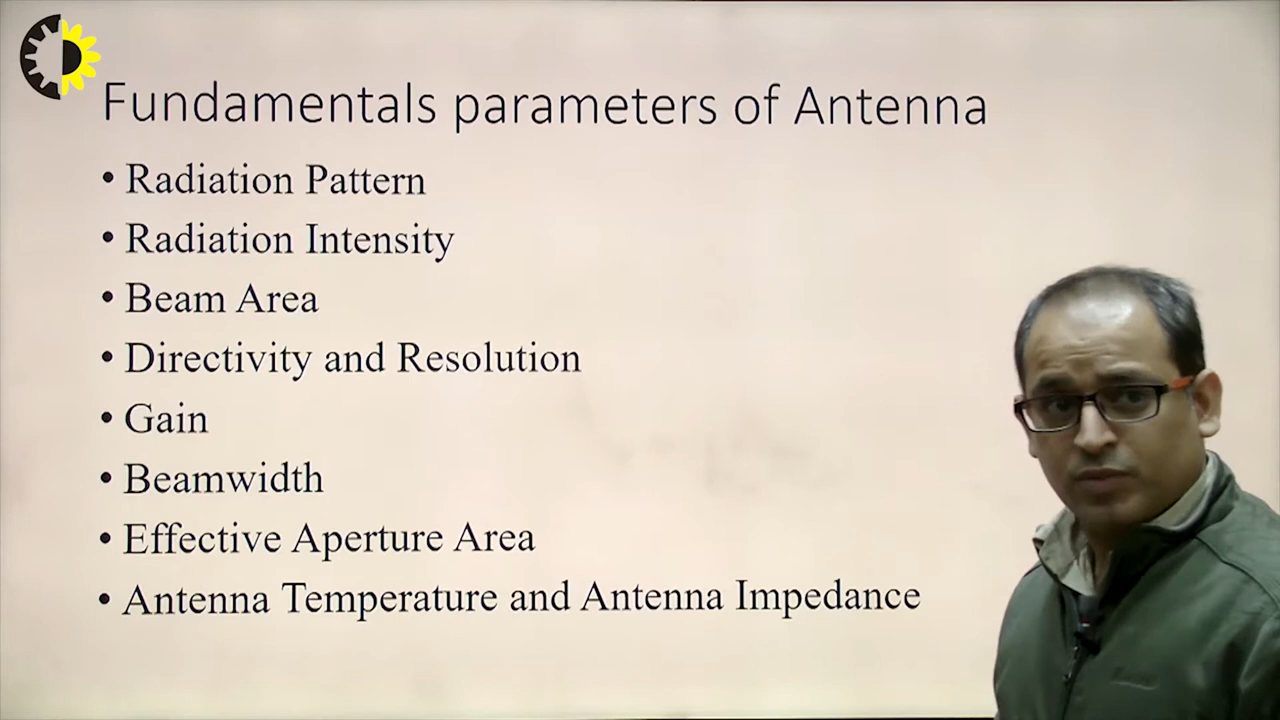 Fundamentals parameters of Antenna
• Radiation Pattern
• Radiation Intensity
• Beam Area
• Directivity and Resolution
• Gain
• Beamwidth
• Effective Aperture Area
• Antenna Temperature and Antenna Impedance